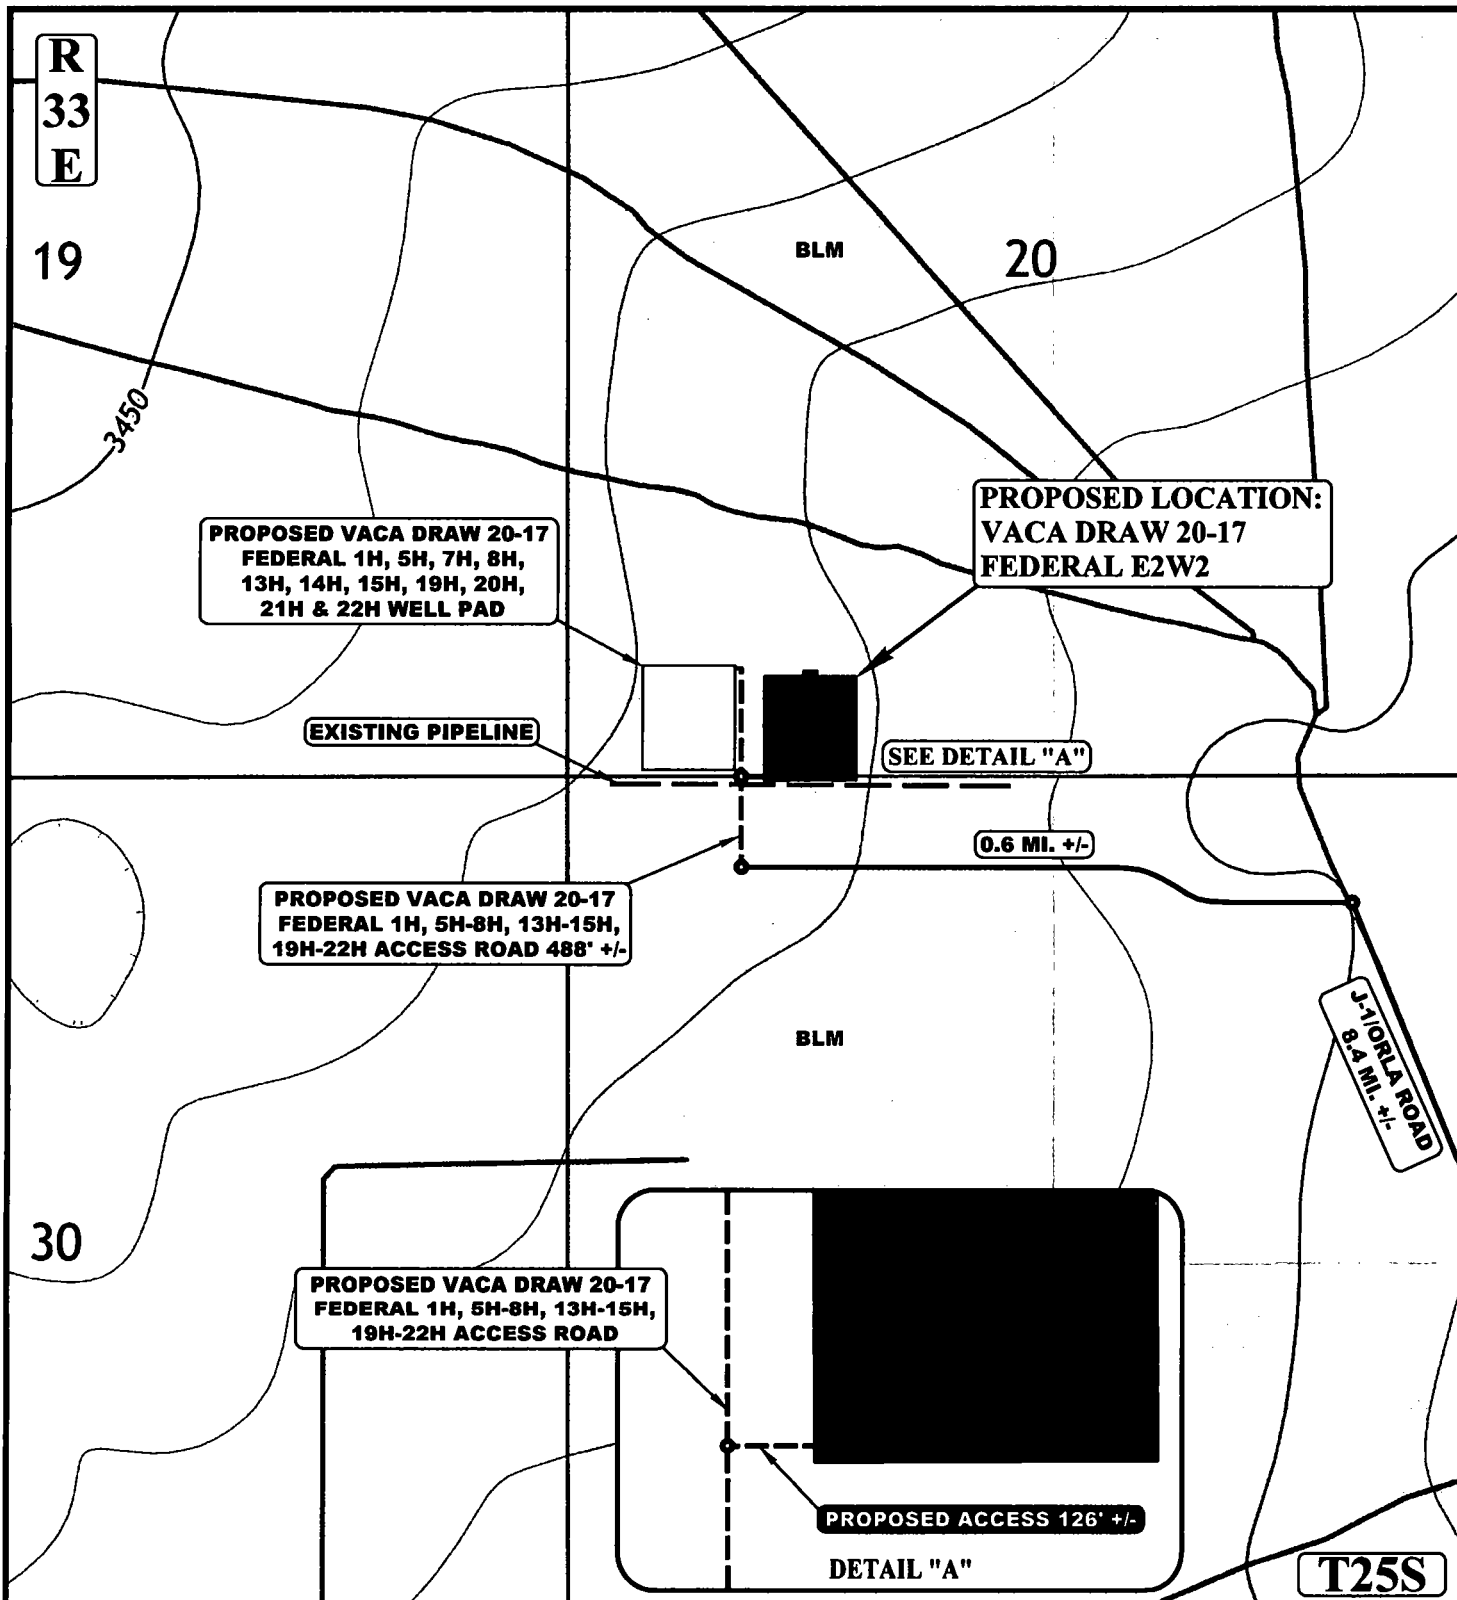 R
33
E
19
BLM
20
3450
PROPOSED LOCATION:
VACA DRAW 20-17
FEDERAL E2W2
PROPOSED VACA DRAW 20-17
FEDERAL 1H, 5H, 7H, 8H,
13H, 14H, 15H, 19H, 20H,
21H & 22H WELL PAD
EXISTING PIPELINE
SEE DETAIL "A"
0.6 MI. +/-
PROPOSED VACA DRAW 20-17
FEDERAL 1H, 5H-8H, 13H-15H,
19H-22H ACCESS ROAD 488' +/-
J-1/ORLA ROAD
8.4 MI. +/-
BLM
30
PROPOSED VACA DRAW 20-17
FEDERAL 1H, 5H-8H, 13H-15H,
19H-22H ACCESS ROAD
PROPOSED ACCESS 126' +/-
DETAIL "A"
T25S